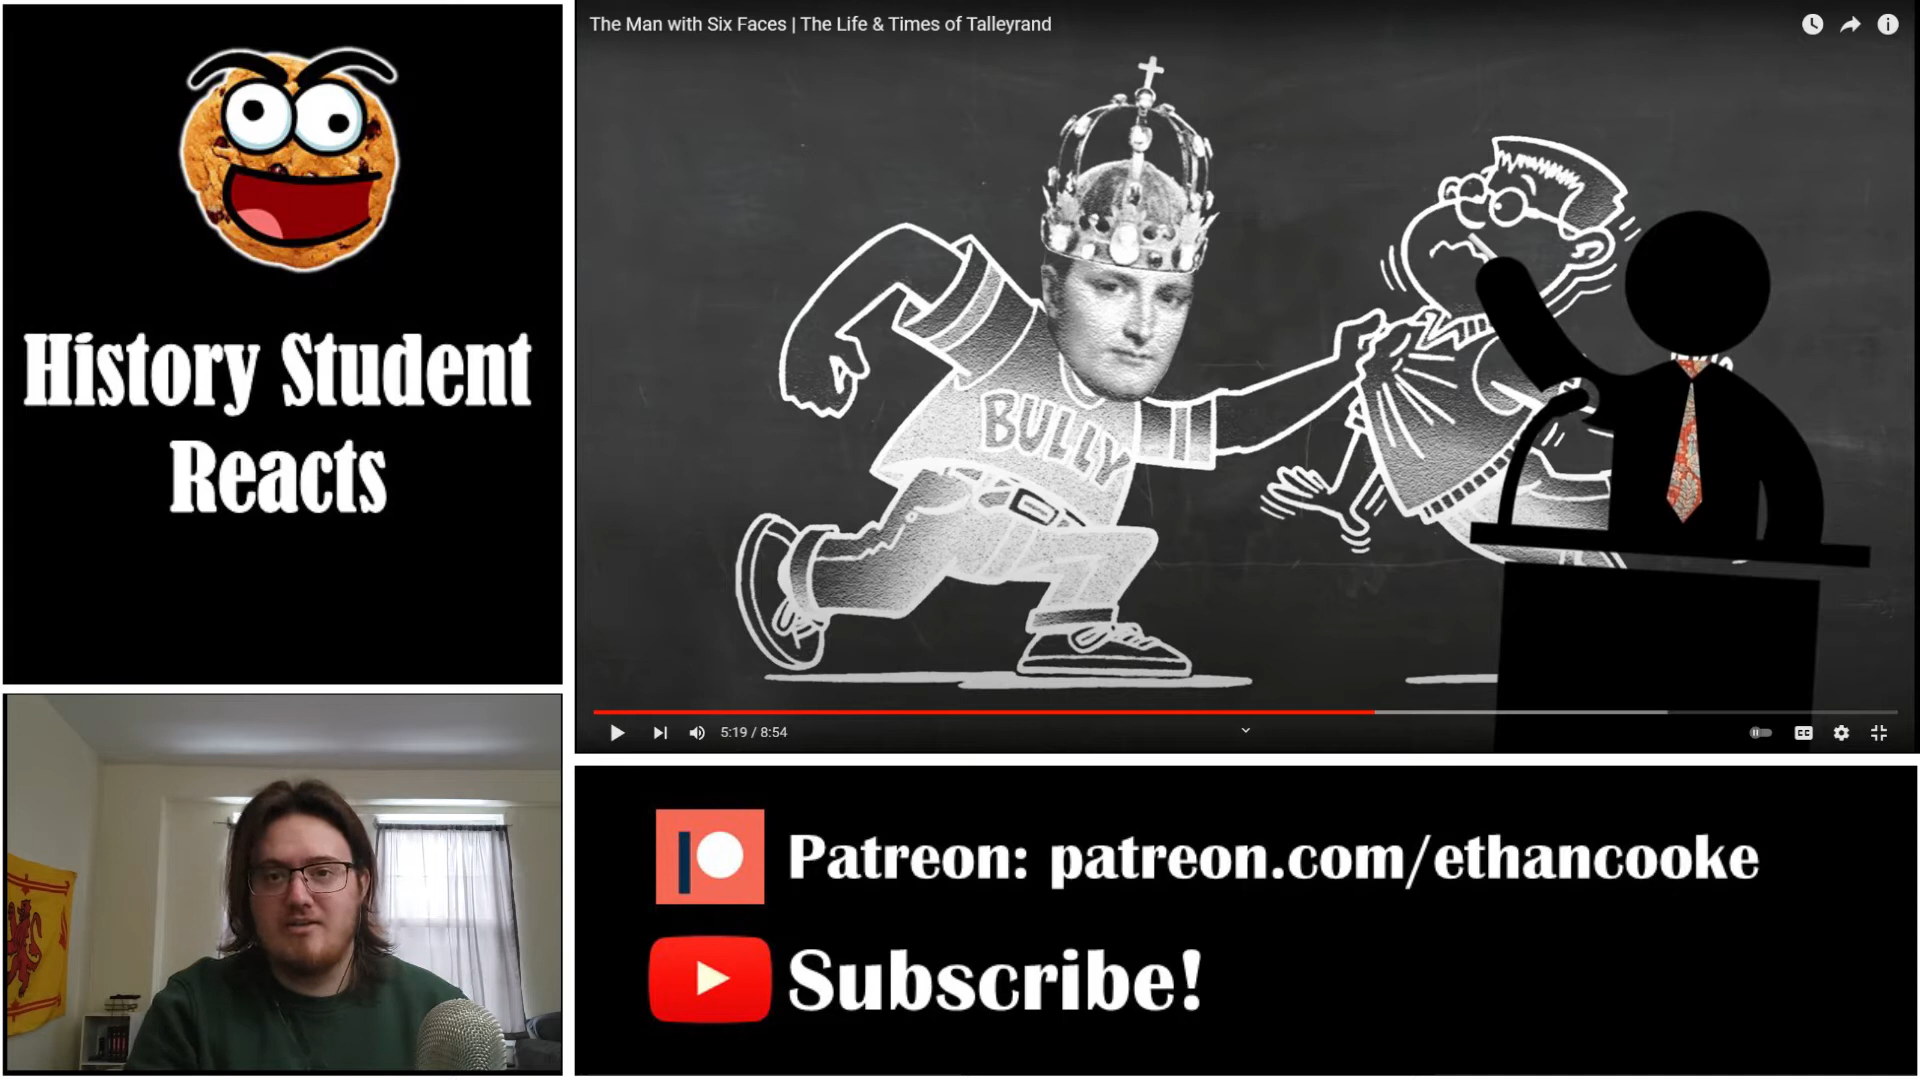 History Student
Reacts
The Man with Six Faces | The Life & Times of Talleyrand
BULLY
5:19 / 8:54
CC
Patreon: patreon.com/ethancooke
Subscribe!